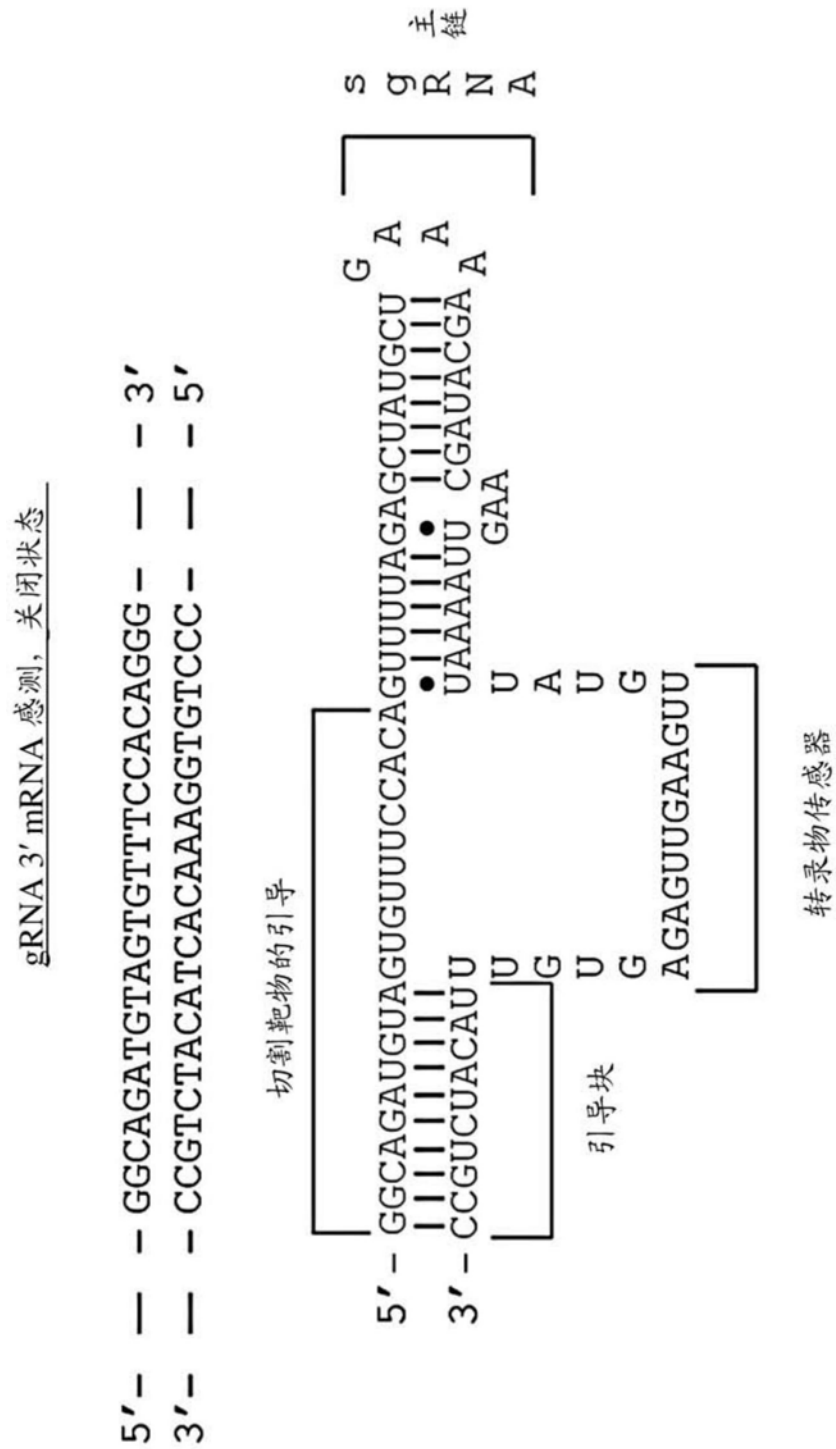 gRNA 3′ mRNA 感测, 关闭状态
5′– — –GGCAGATGTAGTGTTTCCACAGGG– — –3′
3′– — –CCGTCTACATCACAAAGGTGTCCC– — –5′
切割靶物的引导
5′–GGCAGAUGUAGUGUUUCCACAGUUUUAGAGCUAUGCU
G
A
A
A
3′–CCGUCUACAUU
UAAAAUU
GAA
CGAUACGA
U
G
U
G
AGAGUUGAAGUU
G
U
A
U
引导块
转录物传感器
sgRNA
主链